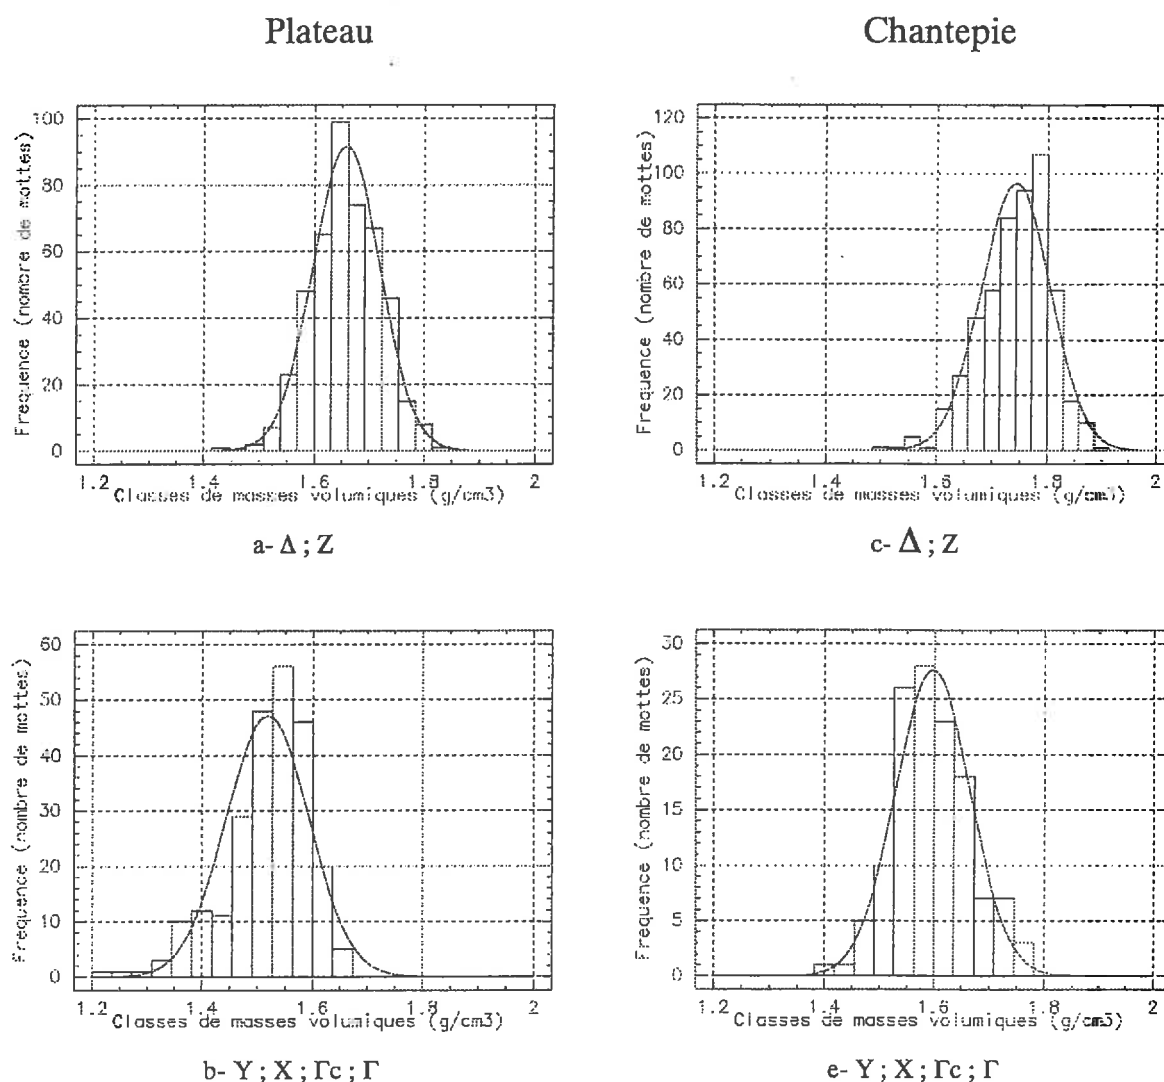 Plateau
Chantepie
Frequence (nombre de mottes)
100
80
60
40
20
0
1.2 1.4 1.6 1.8 2
Classes de masses volumiques (g/cm3)
a- Δ ; Z
Frequence (nombre de mottes)
120
100
80
60
40
20
0
1.2 1.4 1.6 1.8 2
Classes de masses volumiques (g/cm3)
c- Δ ; Z
Frequence (nombre de mottes)
60
50
40
30
20
10
0
1.2 1.4 1.6 1.8 2
Classes de masses volumiques (g/cm3)
b- Y ; X ; Γc ; Γ
Frequence (nombre de mottes)
30
25
20
15
10
5
0
1.2 1.4 1.6 1.8 2
Classes de masses volumiques (g/cm3)
e- Y ; X ; Γc ; Γ